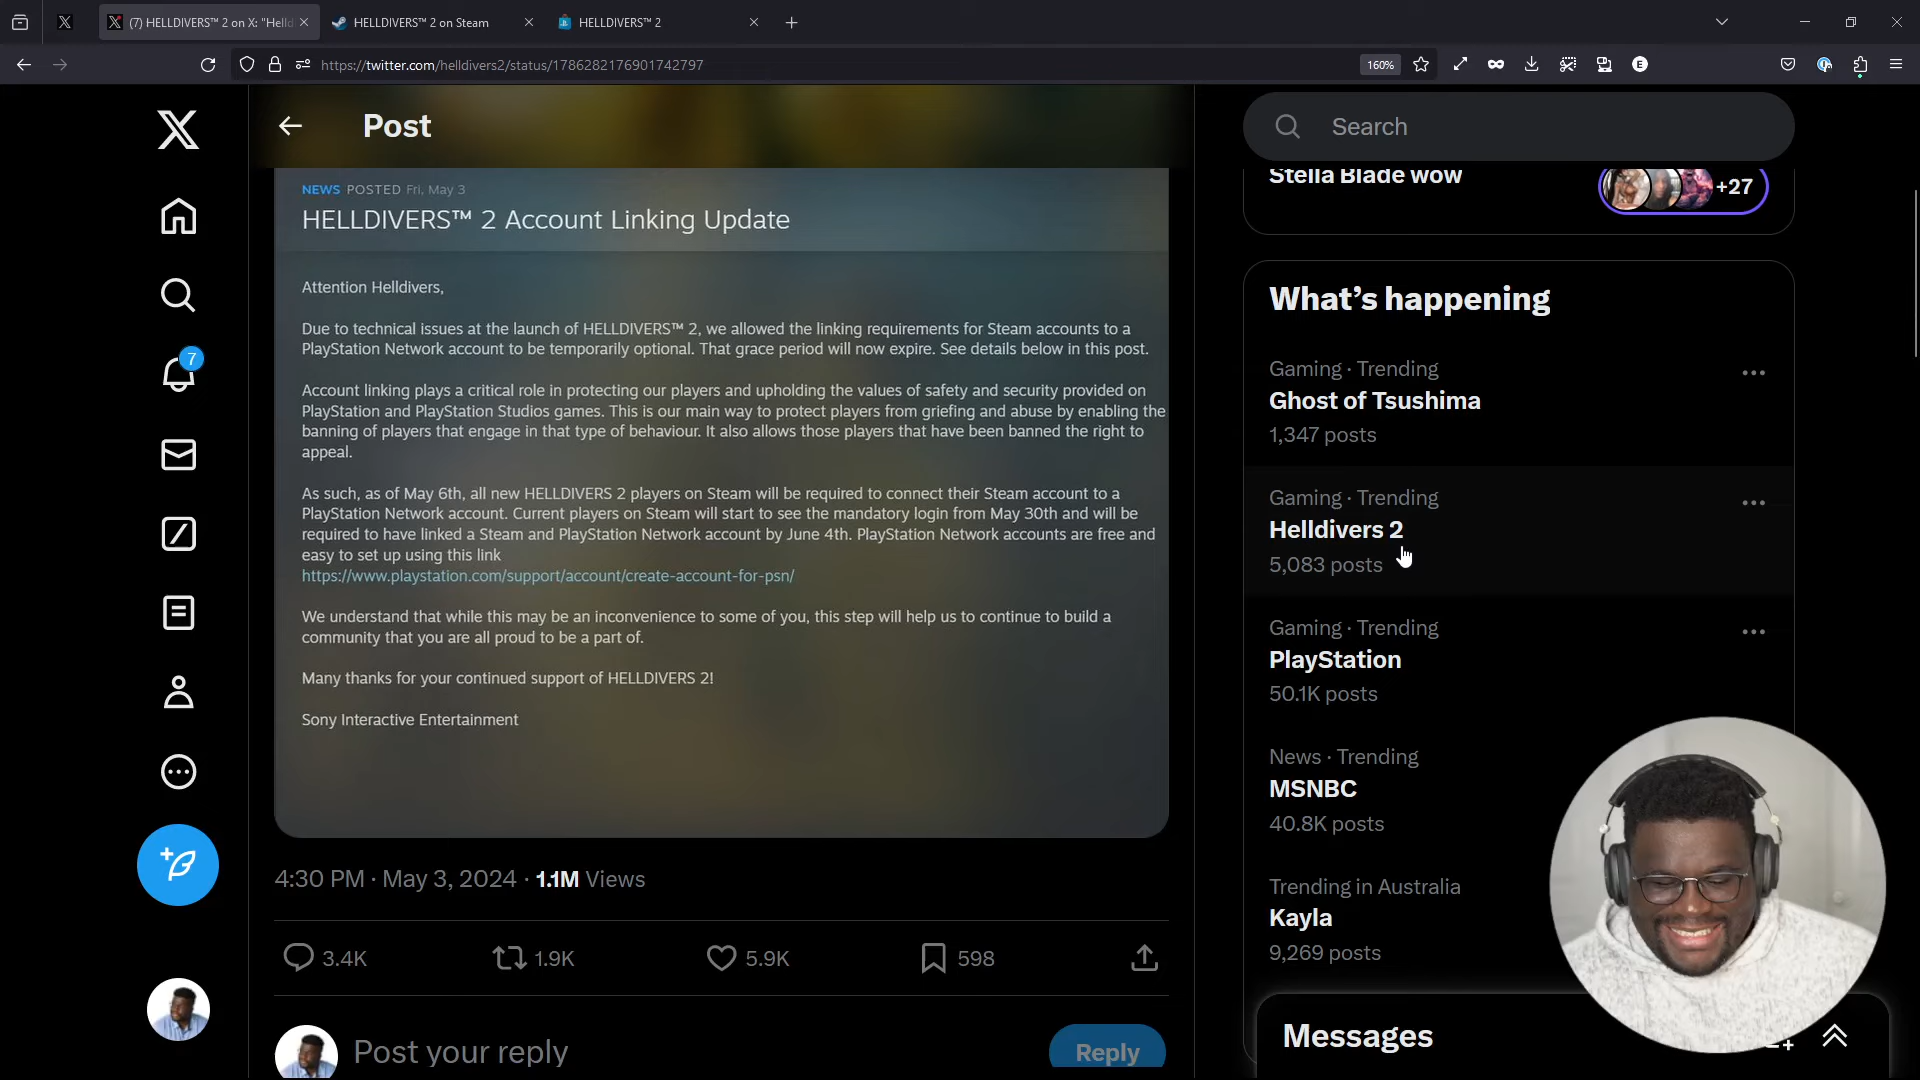 (7) HELLDIVERS™ 2 on X: "Helld
HELLDIVERS™ 2 on Steam
HELLDIVERS™ 2
https://twitter.com/helldivers2/status/1786282176901742797
160%
E
Post
NEWS POSTED Fri, May 3
HELLDIVERS™ 2 Account Linking Update
Attention Helldivers,
Due to technical issues at the launch of HELLDIVERS™ 2, we allowed the linking requirements for Steam accounts to a
PlayStation Network account to be temporarily optional. That grace period will now expire. See details below in this post.
Account linking plays a critical role in protecting our players and upholding the values of safety and security provided on
PlayStation and PlayStation Studios games. This is our main way to protect players from griefing and abuse by enabling the
banning of players that engage in that type of behaviour. It also allows those players that have been banned the right to
appeal.
As such, as of May 6th, all new HELLDIVERS 2 players on Steam will be required to connect their Steam account to a
PlayStation Network account. Current players on Steam will start to see the mandatory login from May 30th and will be
required to have linked a Steam and PlayStation Network account by June 4th. PlayStation Network accounts are free and
easy to set up using this link
https://www.playstation.com/support/account/create-account-for-psn/
We understand that while this may be an inconvenience to some of you, this step will help us to continue to build a
community that you are all proud to be a part of.
Many thanks for your continued support of HELLDIVERS 2!
Sony Interactive Entertainment
4:30 PM · May 3, 2024 · 1.1M Views
3.4K
1.9K
5.9K
598
Post your reply
Reply
7
Search
Stella Blade wow
+27
What's happening
Gaming · Trending
Ghost of Tsushima
1,347 posts
Gaming · Trending
Helldivers 2
5,083 posts
Gaming · Trending
PlayStation
50.1K posts
News · Trending
MSNBC
40.8K posts
Trending in Australia
Kayla
9,269 posts
Messages